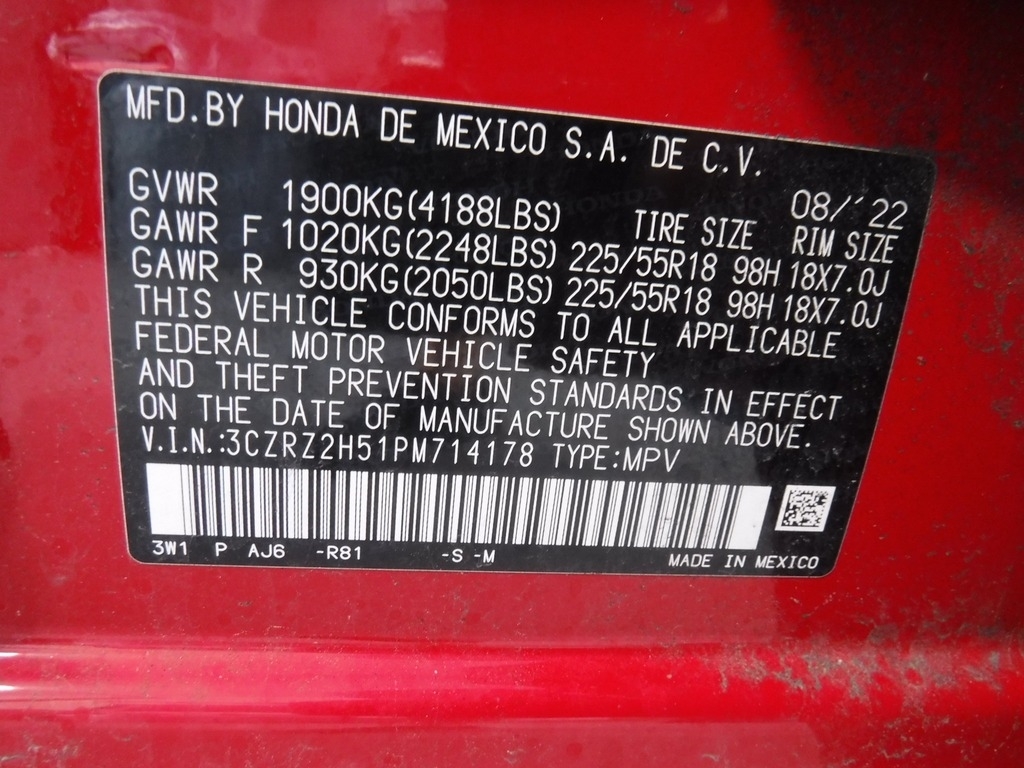 MFD.BY HONDA DE MEXICO S.A. DE C.V.
08/'22
GVWR 1900KG(4188LBS) TIRE SIZE RIM SIZE
GAWR F 1020KG(2248LBS) 225/55R18 98H 18X7.0J
GAWR R 930KG(2050LBS) 225/55R18 98H 18X7.0J
THIS VEHICLE CONFORMS TO ALL APPLICABLE
FEDERAL MOTOR VEHICLE SAFETY
AND THEFT PREVENTION STANDARDS IN EFFECT
ON THE DATE OF MANUFACTURE SHOWN ABOVE.
V.I.N.:3CZRZ2H51PM714178 TYPE:MPV
3W1 P AJ6 -R81 -S -M MADE IN MEXICO